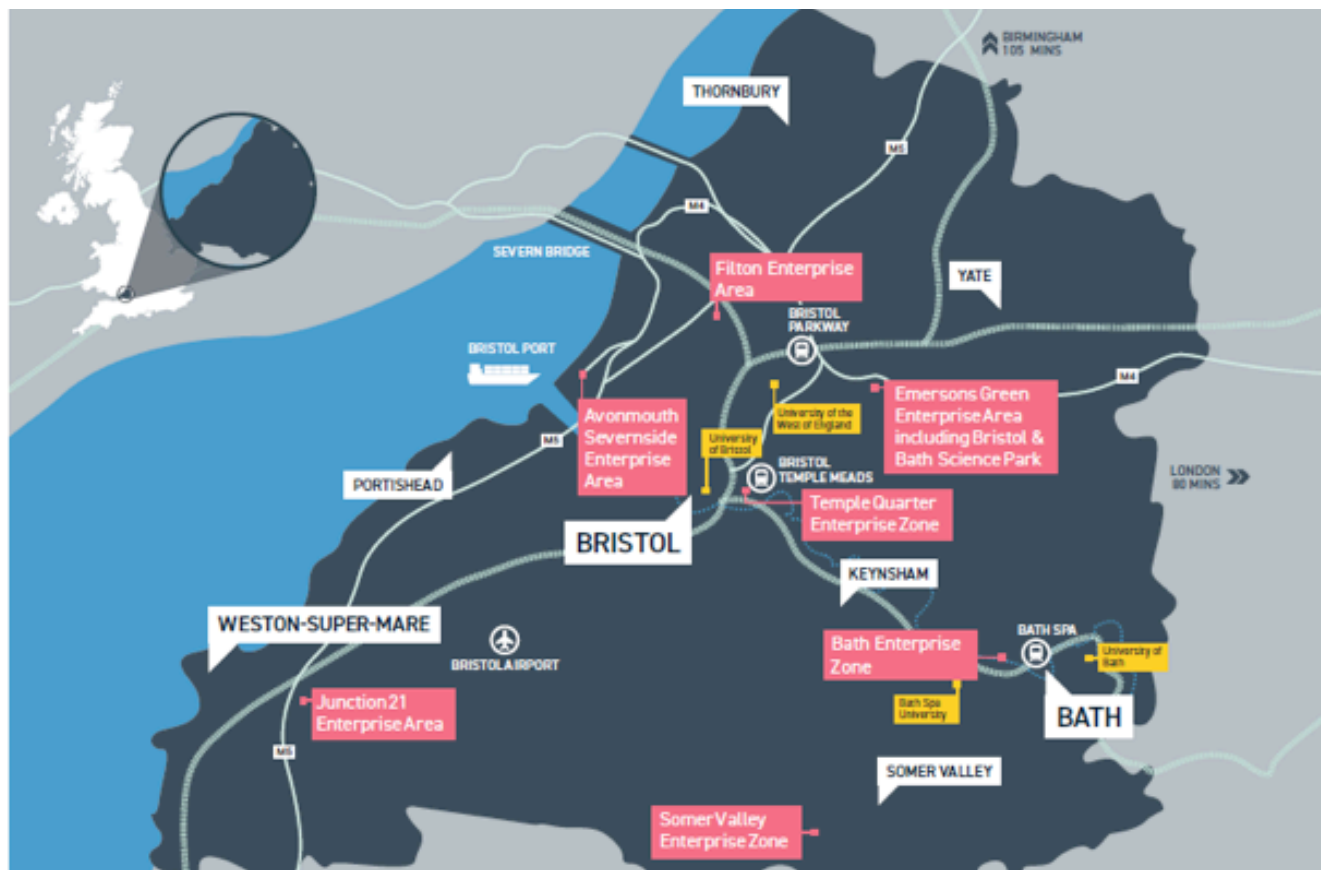 BIRMINGHAM
105 MINS
THORNBURY
M5
M4
SEVERN BRIDGE
Filton Enterprise
Area
YATE
BRISTOL
PARKWAY
BRISTOL PORT
M4
Emersons Green
Enterprise Area
including Bristol &
Bath Science Park
Avonmouth
Severnside
Enterprise
Area
University of the
West of England
University
of Bristol
M5
BRISTOL
TEMPLE MEADS
LONDON
80 MINS
PORTISHEAD
Temple Quarter
Enterprise Zone
BRISTOL
KEYNSHAM
WESTON-SUPER-MARE
BRISTOL AIRPORT
Bath Enterprise
Zone
BATH SPA
University of
Bath
Bath Spa
University
BATH
Junction 21
Enterprise Area
M5
SOMER VALLEY
Somer Valley
Enterprise Zone